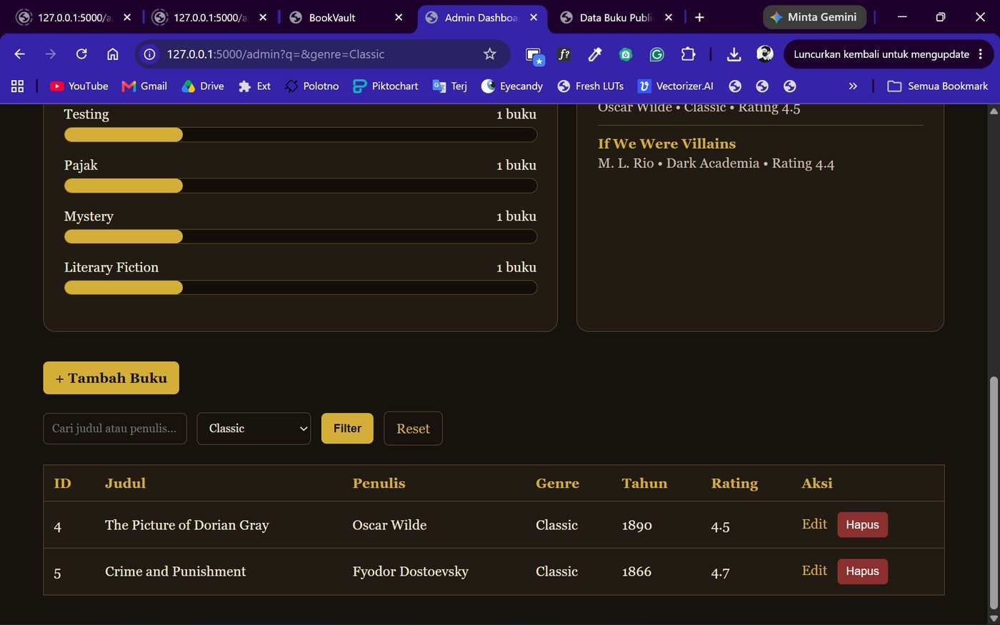 127.0.0.1:5000/a
127.0.0.1:5000/a
BookVault
Admin Dashboa
Data Buku Publi
Minta Gemini
127.0.0.1:5000/admin?q=&genre=Classic
f?
Luncurkan kembali untuk mengupdate
YouTube
Gmail
Drive
Ext
Polotno
Piktochart
Terj
Eyecandy
Fresh LUTs
Vectorizer.AI
Semua Bookmark
Testing 1 buku
Pajak 1 buku
Mystery 1 buku
Literary Fiction 1 buku
Oscar Wilde • Classic • Rating 4.5
If We Were Villains
M. L. Rio • Dark Academia • Rating 4.4
+ Tambah Buku
Cari judul atau penulis...
Classic
Filter
Reset
ID Judul Penulis Genre Tahun Rating Aksi
4 The Picture of Dorian Gray Oscar Wilde Classic 1890 4.5 Edit Hapus
5 Crime and Punishment Fyodor Dostoevsky Classic 1866 4.7 Edit Hapus